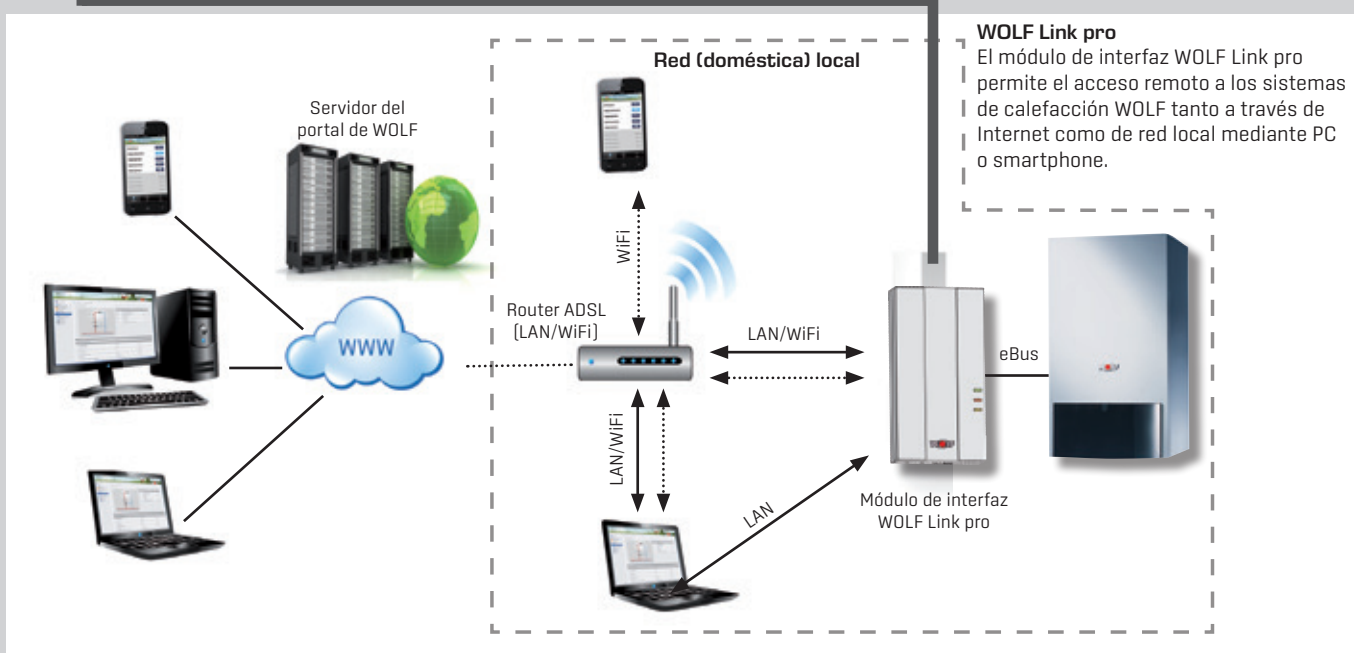 WOLF Link pro
El módulo de interfaz WOLF Link pro
permite el acceso remoto a los sistemas
de calefacción WOLF tanto a través de
Internet como de red local mediante PC
o smartphone.
Red (doméstica) local
Servidor del
portal de WOLF
WiFi
Router ADSL
(LAN/WiFi)
WWW
LAN/WiFi
eBus
LAN/WiFi
LAN
Módulo de interfaz
WOLF Link pro